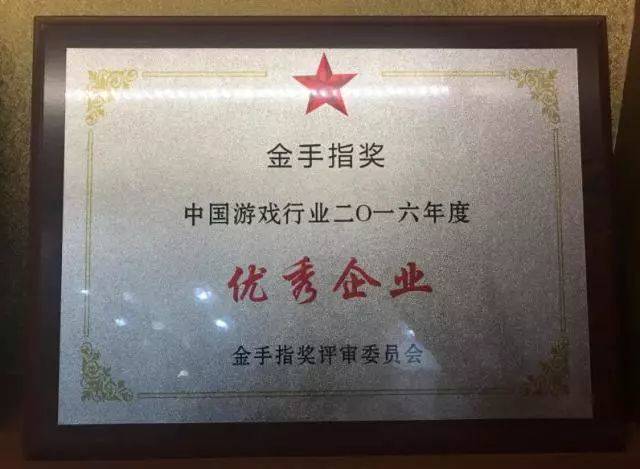 金手指奖
中国游戏行业二〇一六年度
优秀企业
金手指奖评审委员会